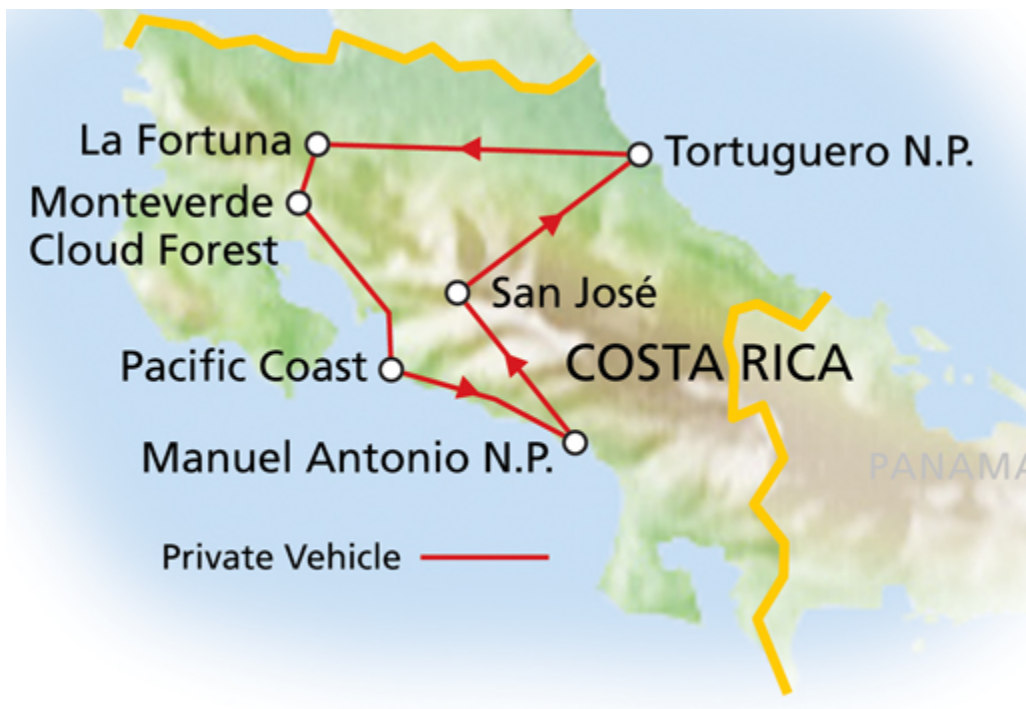 La Fortuna
Tortuguero N.P.
Monteverde
Cloud Forest
San José
Pacific Coast
COSTA RICA
Manuel Antonio N.P.
PANAMA
Private Vehicle